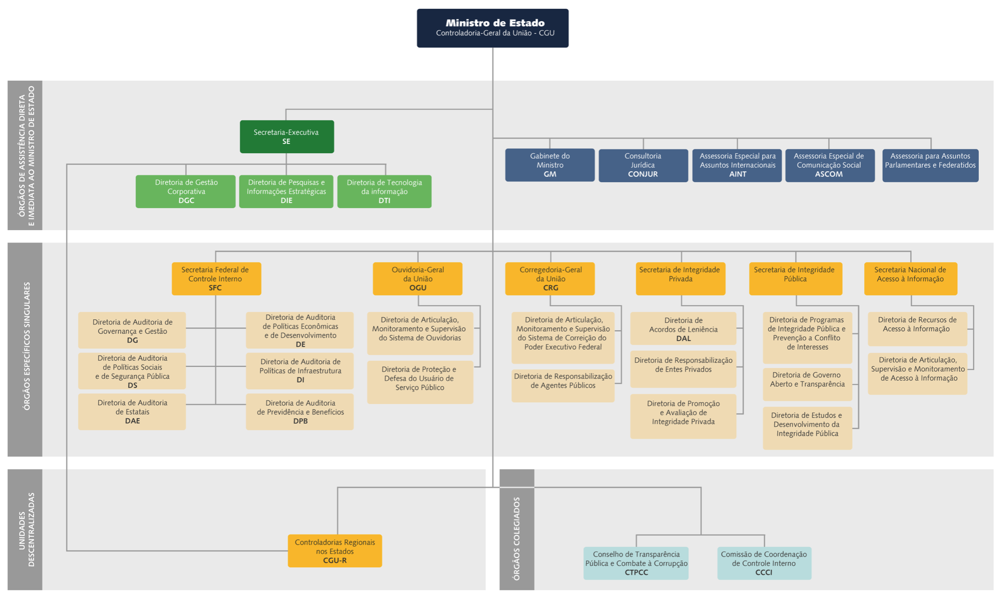 Ministro de Estado
Controladoria-Geral da União - CGU
ÓRGÃOS DE ASSISTÊNCIA DIRETA
E IMEDIATA AO MINISTRO DE ESTADO
Secretaria-Executiva
SE
Diretoria de Gestão
Corporativa
DGC
Diretoria de Pesquisas e
Informações Estratégicas
DIE
Diretoria de Tecnologia
da informação
DTI
Gabinete do
Ministro
GM
Consultoria
Jurídica
CONJUR
Assessoria Especial para
Assuntos Internacionais
AINT
Assessoria Especial de
Comunicação Social
ASCOM
Assessoria para Assuntos
Parlamentares e Federatidos
ÓRGÃOS ESPECÍFICOS SINGULARES
Secretaria Federal de
Controle Interno
SFC
Diretoria de Auditoria de
Governança e Gestão
DG
Diretoria de Auditoria
de Políticas Econômicas
e de Desenvolvimento
DE
Diretoria de Auditoria
de Políticas Sociais
e de Segurança Pública
DS
Diretoria de Auditoria de
Políticas de Infraestrutura
DI
Diretoria de Auditoria
de Estatais
DAE
Diretoria de Auditoria
de Previdência e Benefícios
DPB
Ouvidoria-Geral
da União
OGU
Diretoria de Articulação,
Monitoramento e Supervisão
do Sistema de Ouvidorias
Diretoria de Proteção e
Defesa do Usuário de
Serviço Público
Corregedoria-Geral
da União
CRG
Diretoria de Articulação,
Monitoramento e Supervisão
do Sistema de Correição do
Poder Executivo Federal
Diretoria de Responsabilização
de Agentes Públicos
Secretaria de Integridade
Privada
Diretoria de
Acordos de Leniência
DAL
Diretoria de Responsabilização
de Entes Privados
Diretoria de Promoção
e Avaliação de
Integridade Privada
Secretaria de Integridade
Pública
Diretoria de Programas
de Integridade Pública e
Prevenção a Conflito
de Interesses
Diretoria de Governo
Aberto e Transparência
Diretoria de Estudos e
Desenvolvimento da
Integridade Pública
Secretaria Nacional de
Acesso à Informação
Diretoria de Recursos de
Acesso à Informação
Diretoria de Articulação,
Supervisão e Monitoramento
de Acesso à Informação
UNIDADES
DESCENTRALIZADAS
Controladorias Regionais
nos Estados
CGU-R
ÓRGÃOS COLEGIADOS
Conselho de Transparência
Pública e Combate à Corrupção
CTPCC
Comissão de Coordenação
de Controle Interno
CCCI